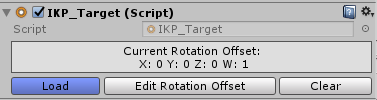 IKP_Target (Script)
Script IKP_Target
Current Rotation Offset:
X: 0 Y: 0 Z: 0 W: 1
Load Edit Rotation Offset Clear